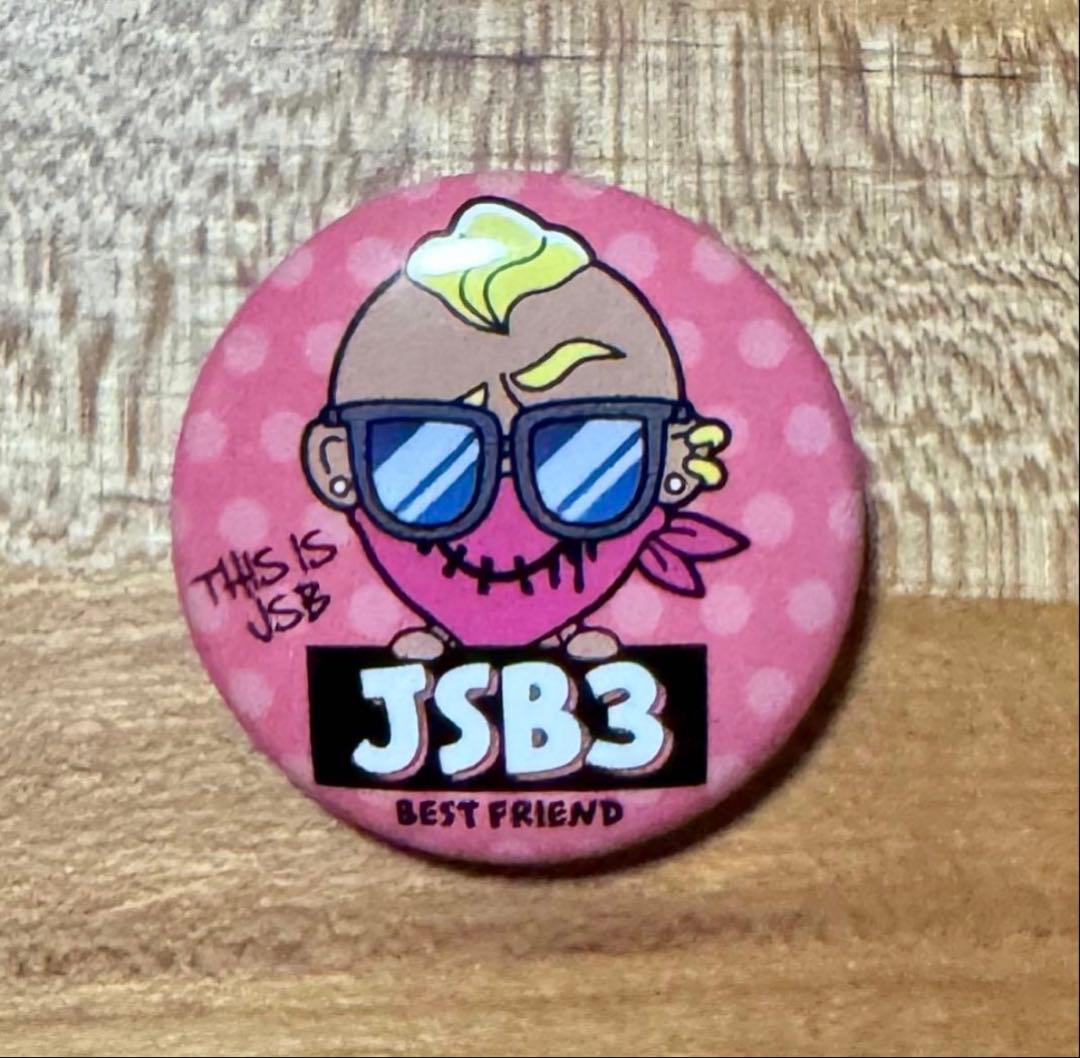 THIS IS
JSB
JSB3
BEST FRIEND